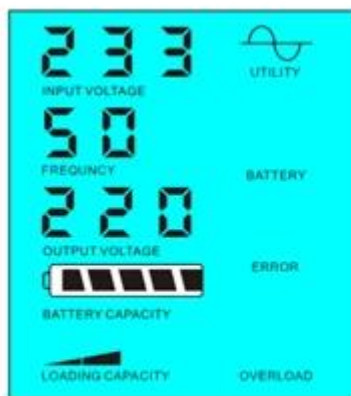 233
INPUT VOLTAGE
UTILITY
50
FREQUNCY
BATTERY
220
OUTPUT VOLTAGE
ERROR
BATTERY CAPACITY
LOADING CAPACITY
OVERLOAD